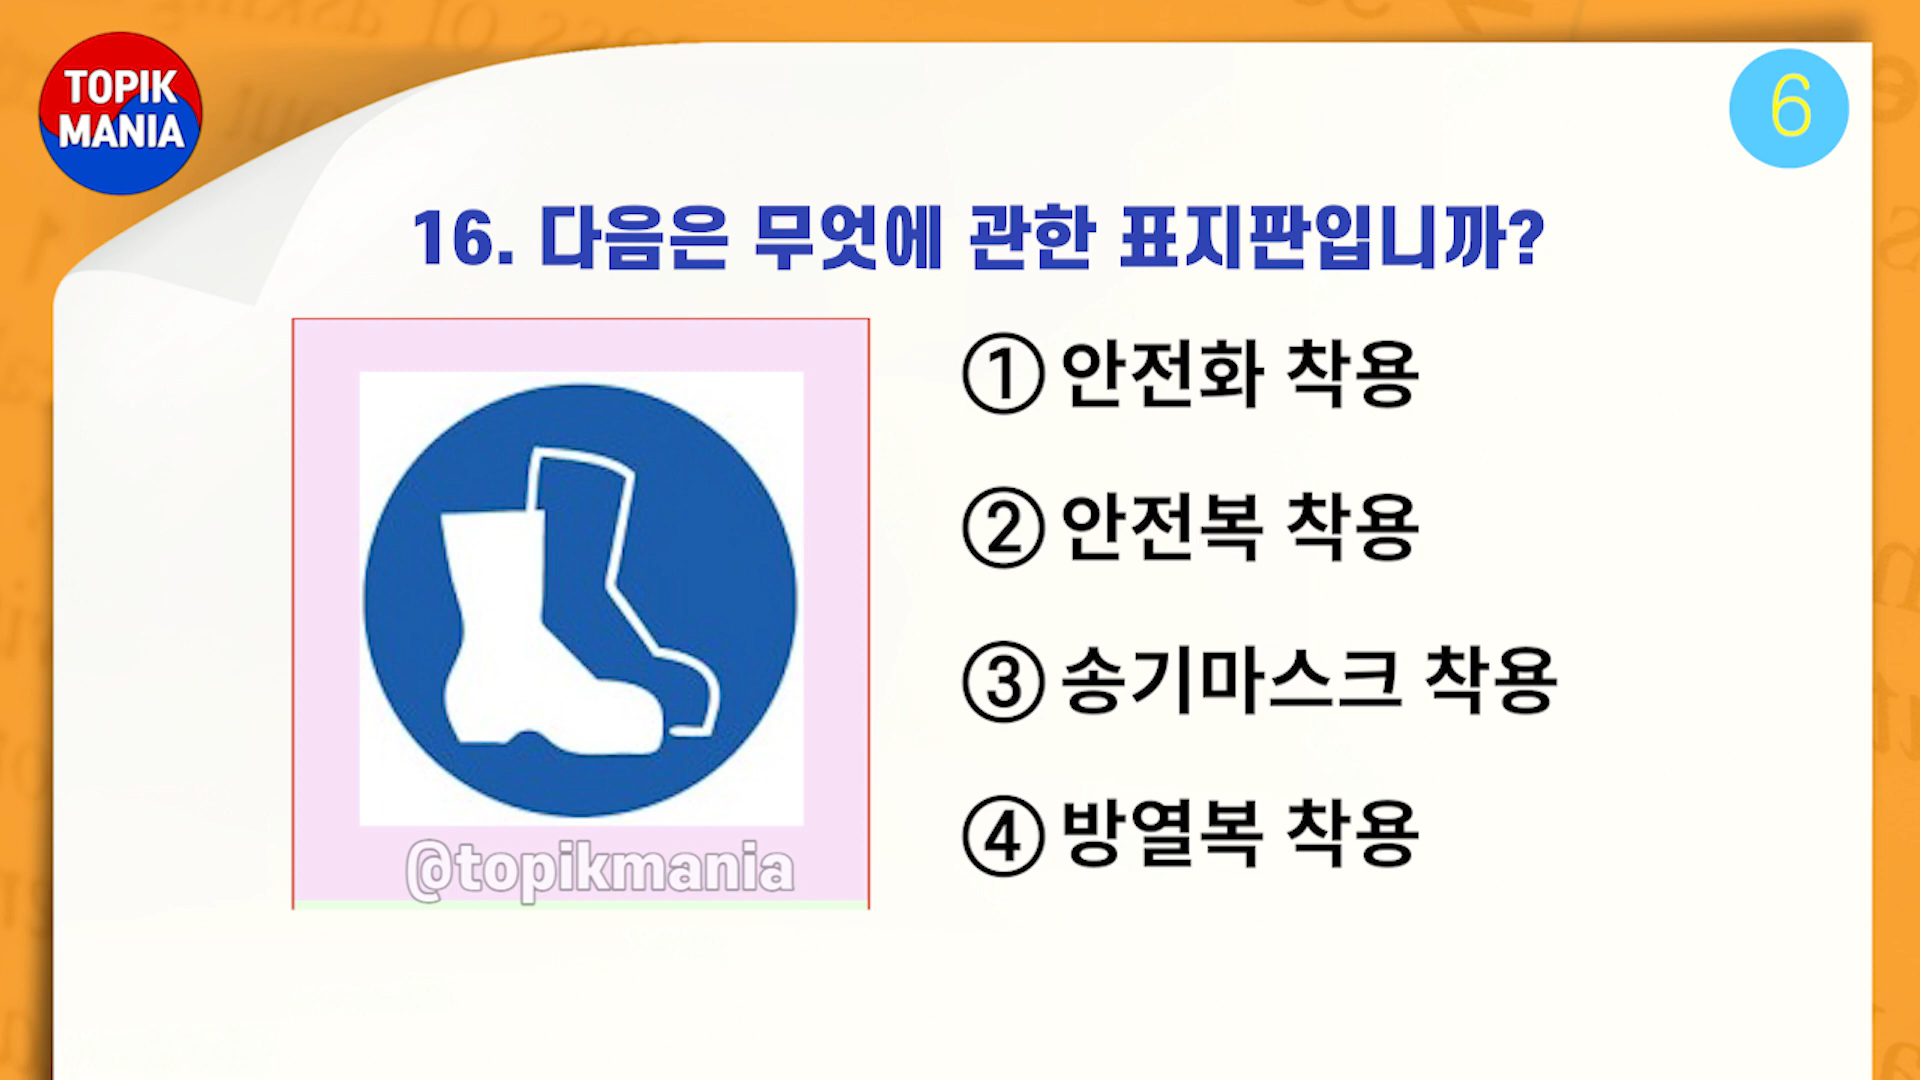 TOPIK
MANIA
6
16. 다음은 무엇에 관한 표지판입니까?
① 안전화 착용
② 안전복 착용
③ 송기마스크 착용
④ 방열복 착용
@topikmania